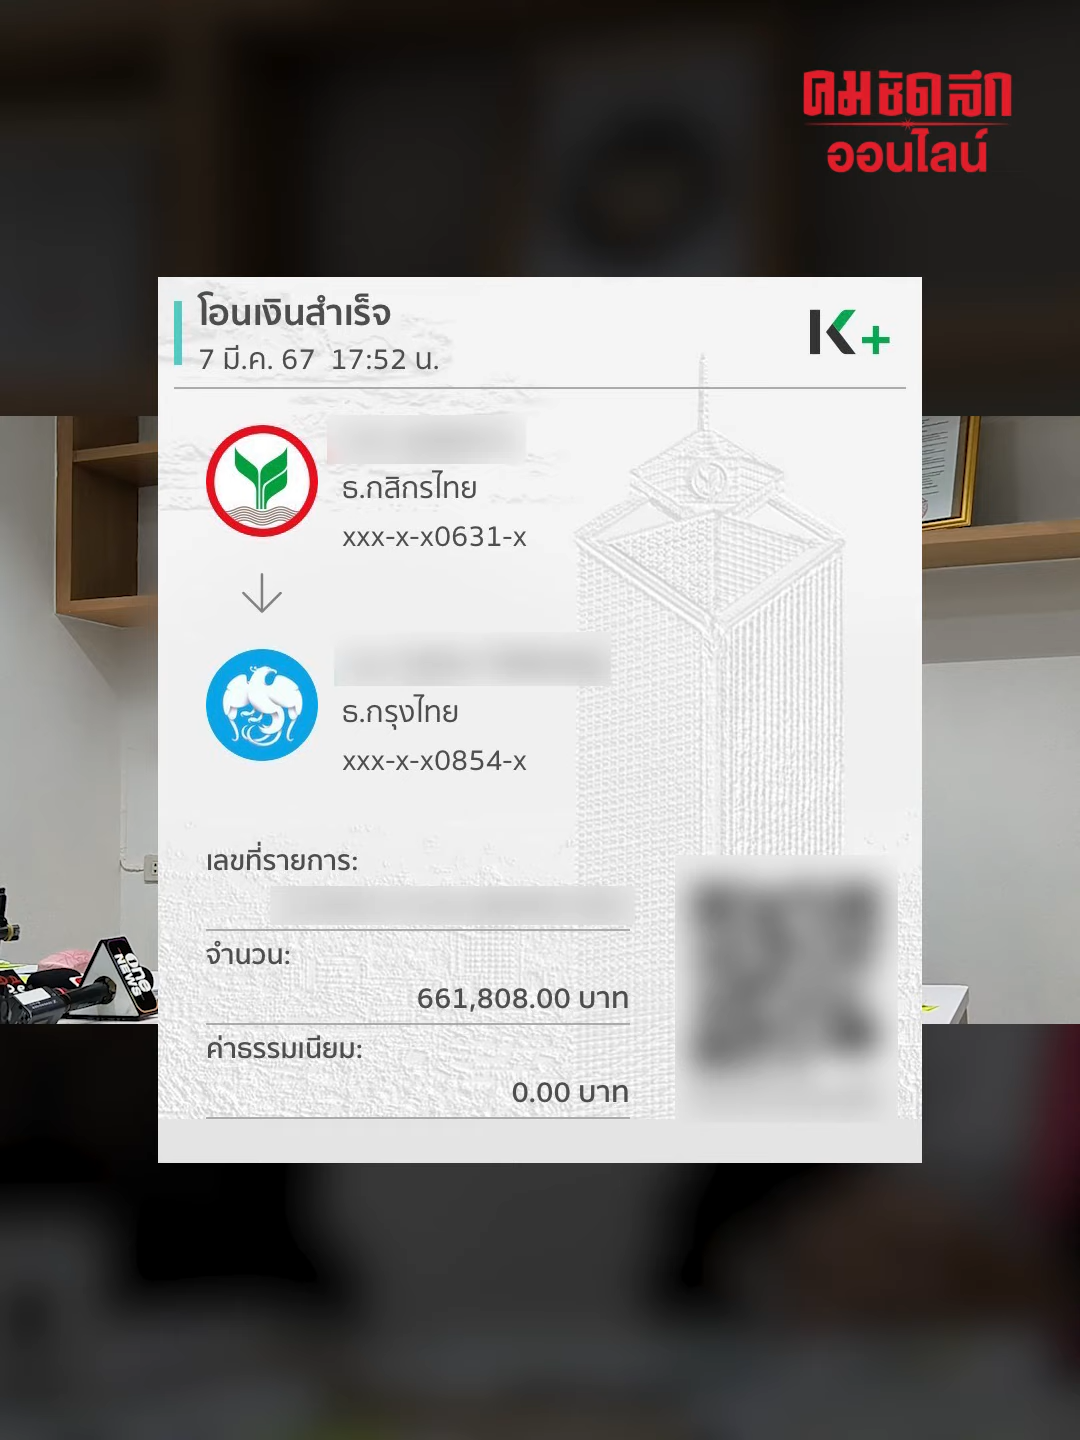 คมชัดลึก
ออนไลน์
โอนเงินสำเร็จ
7 มี.ค. 67 17:52 น.
K+
ธ.กสิกรไทย
xxx-x-x0631-x
ธ.กรุงไทย
xxx-x-x0854-x
เลขที่รายการ:
จำนวน:
661,808.00 บาท
ค่าธรรมเนียม:
0.00 บาท
one
NEWS